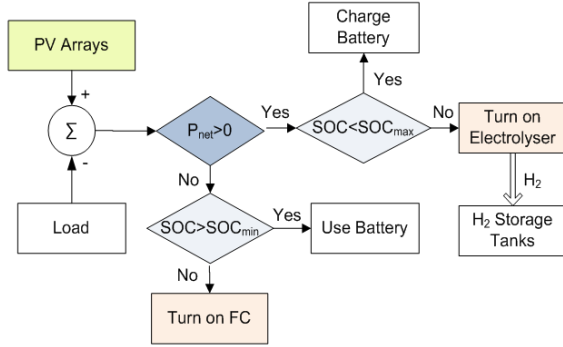 Charge
Battery
PV Arrays
+
Yes
Σ
P_net>0
Yes
SOC<SOC_max
No
Turn on
Electrolyser
-
No
H₂
Load
SOC>SOC_min
Yes
Use Battery
H₂ Storage
Tanks
No
Turn on FC